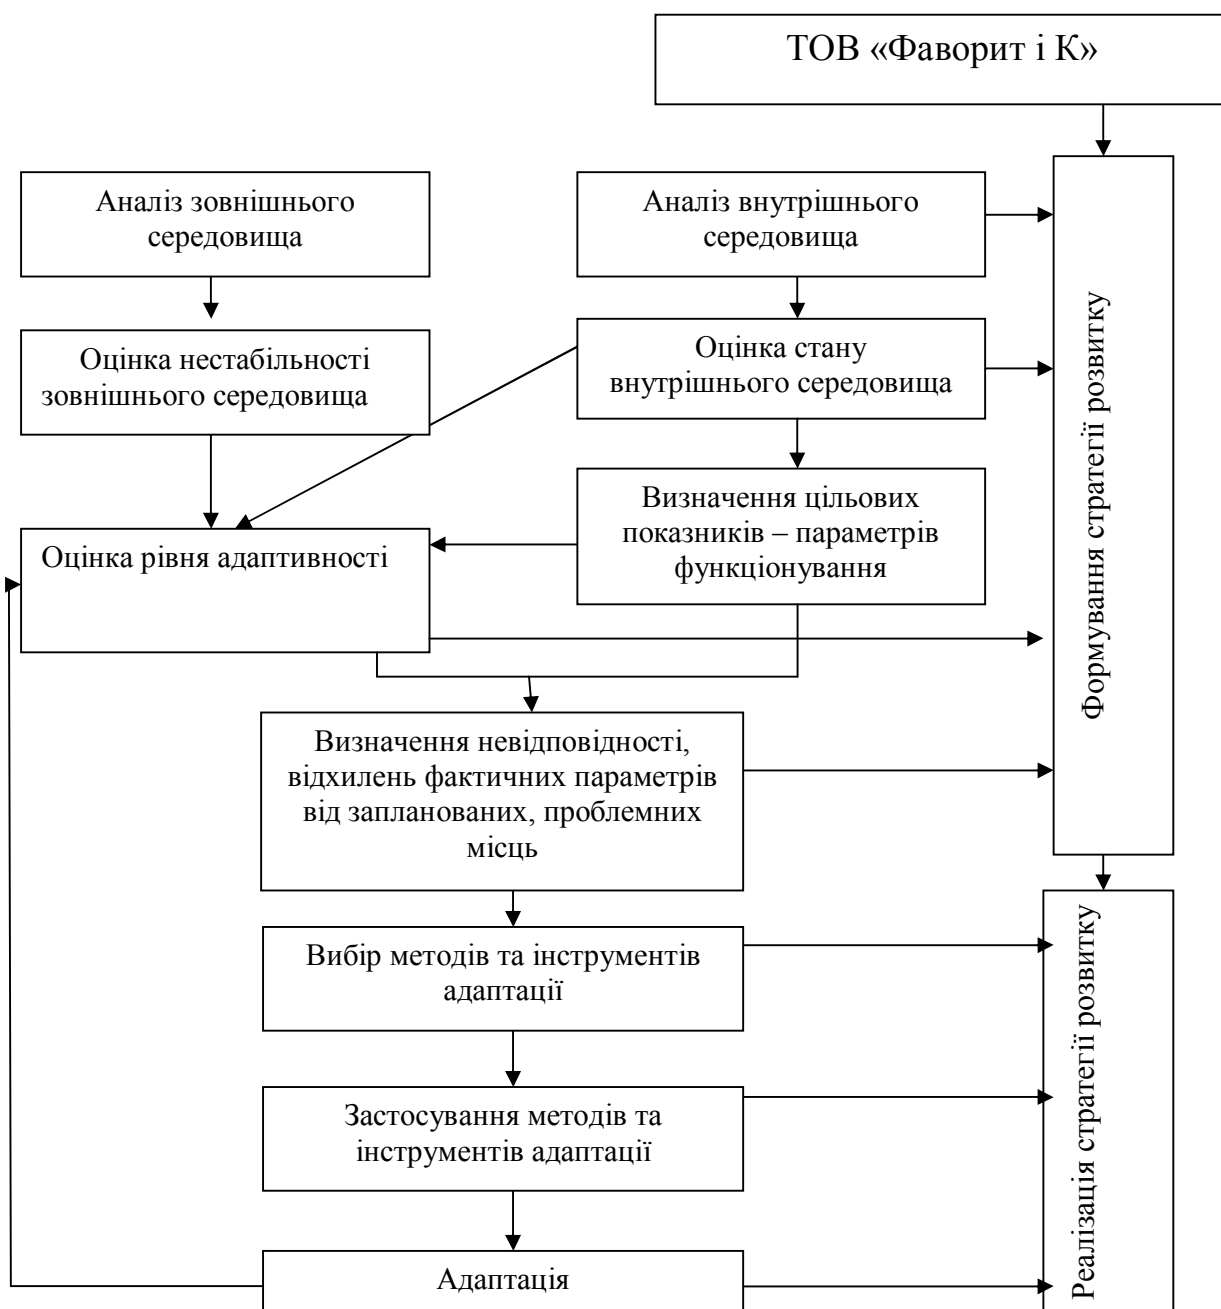 ТОВ «Фаворит і К»
Аналіз зовнішнього
середовища
Аналіз внутрішнього
середовища
Оцінка нестабільності
зовнішнього середовища
Оцінка стану
внутрішнього середовища
Визначення цільових
показників – параметрів
функціонування
Оцінка рівня адаптивності
Формування стратегії розвитку
Визначення невідповідності,
відхилень фактичних параметрів
від запланованих, проблемних
місць
Вибір методів та інструментів
адаптації
Застосування методів та
інструментів адаптації
Адаптація
Реалізація стратегії розвитку